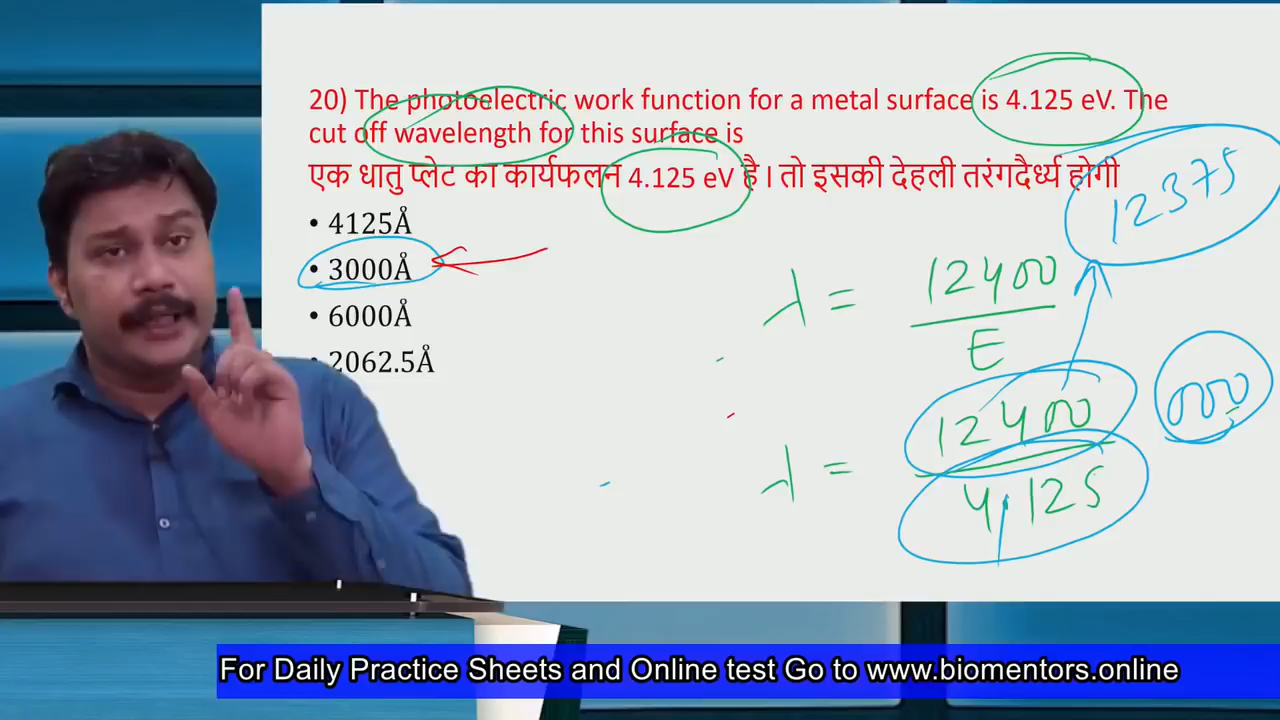 20) The photoelectric work function for a metal surface is 4.125 eV. The
cut off wavelength for this surface is
एक धातु प्लेट का कार्यफलन 4.125 eV है । तो इसकी देहली तरंगदैर्ध्य होगी
12375
• 4125Å
• 3000Å
• 6000Å
• 2062.5Å
λ = 12400
E
λ = 12400
4.125
000
For Daily Practice Sheets and Online test Go to www.biomentors.online